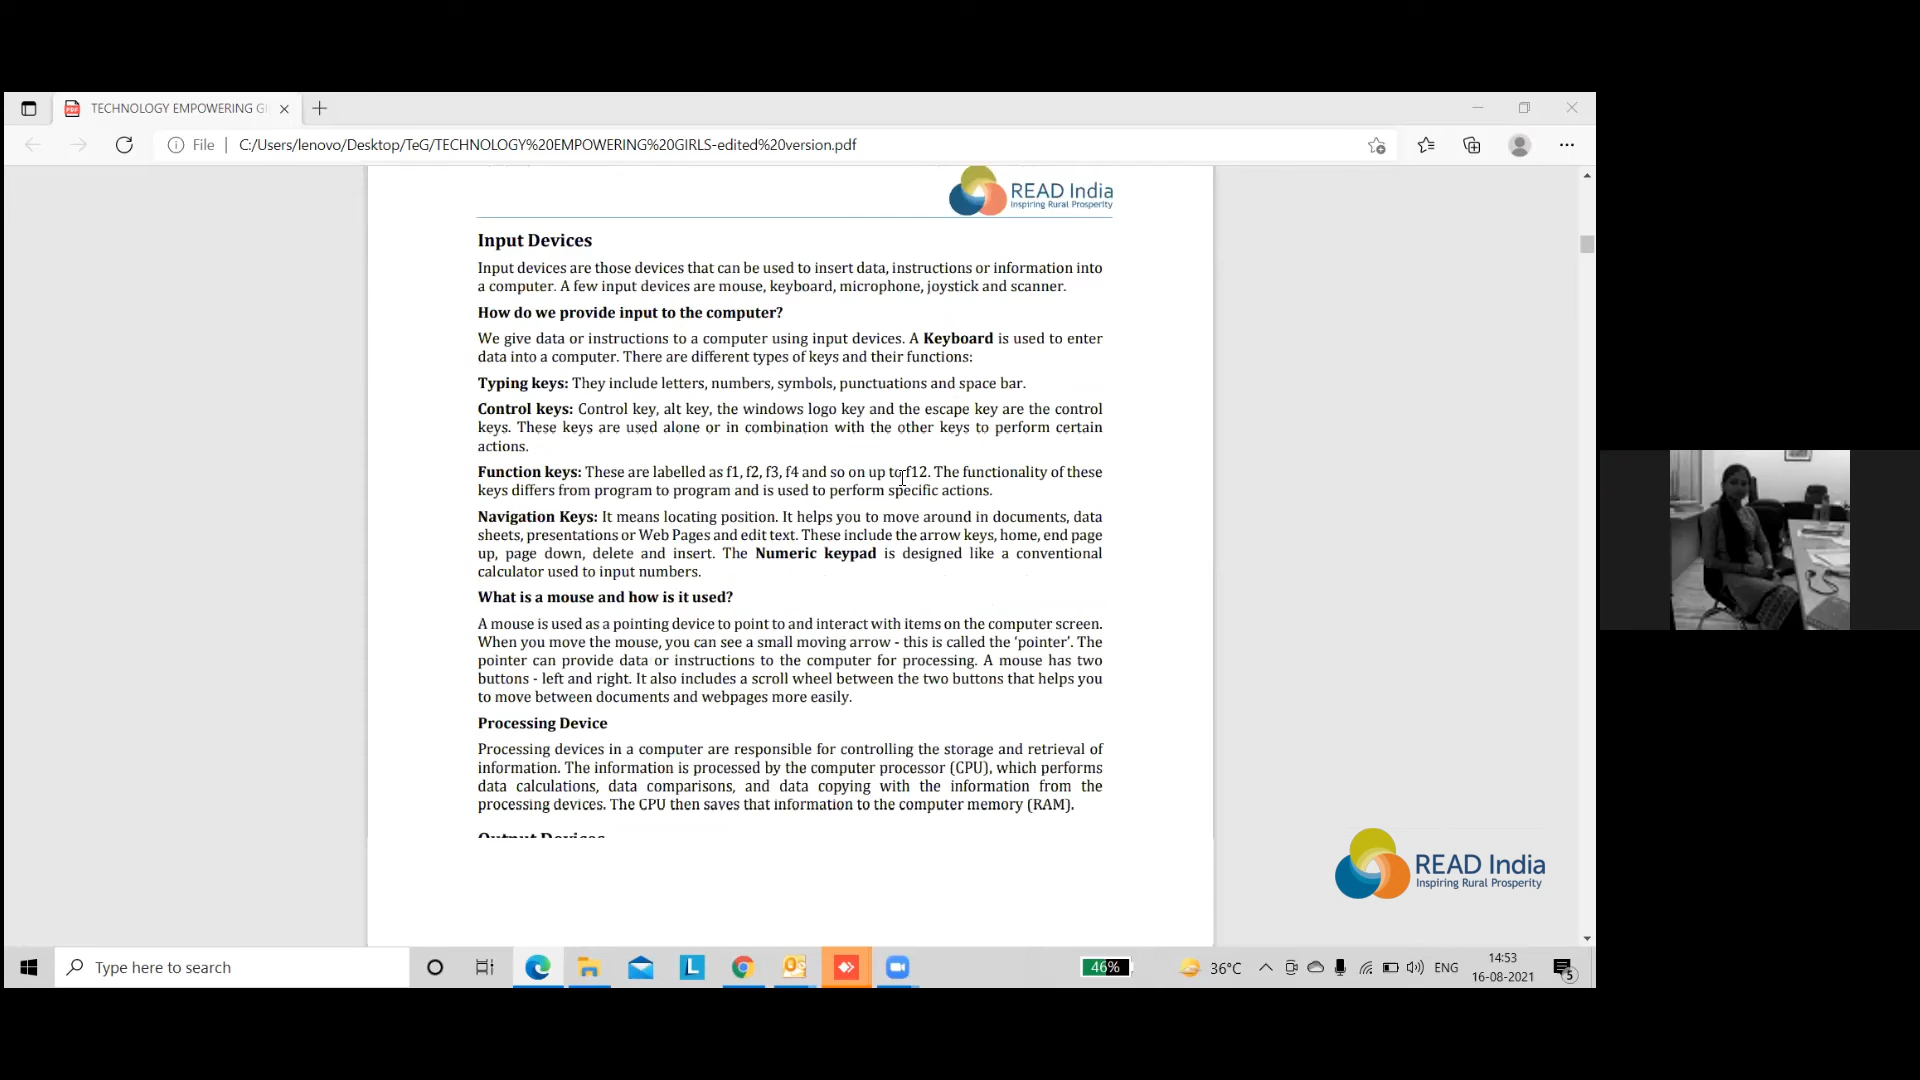 TECHNOLOGY EMPOWERING GI
File
C:/Users/lenovo/Desktop/TeG/TECHNOLOGY%20EMPOWERING%20GIRLS-edited%20version.pdf
READ India
Inspiring Rural Prosperity
Input Devices
Input devices are those devices that can be used to insert data, instructions or information into
a computer. A few input devices are mouse, keyboard, microphone, joystick and scanner.
How do we provide input to the computer?
We give data or instructions to a computer using input devices. A Keyboard is used to enter
data into a computer. There are different types of keys and their functions:
Typing keys: They include letters, numbers, symbols, punctuations and space bar.
Control keys: Control key, alt key, the windows logo key and the escape key are the control
keys. These keys are used alone or in combination with the other keys to perform certain
actions.
Function keys: These are labelled as f1, f2, f3, f4 and so on up to f12. The functionality of these
keys differs from program to program and is used to perform specific actions.
Navigation Keys: It means locating position. It helps you to move around in documents, data
sheets, presentations or Web Pages and edit text. These include the arrow keys, home, end page
up, page down, delete and insert. The Numeric keypad is designed like a conventional
calculator used to input numbers.
What is a mouse and how is it used?
A mouse is used as a pointing device to point to and interact with items on the computer screen.
When you move the mouse, you can see a small moving arrow - this is called the ‘pointer’. The
pointer can provide data or instructions to the computer for processing. A mouse has two
buttons - left and right. It also includes a scroll wheel between the two buttons that helps you
to move between documents and webpages more easily.
Processing Device
Processing devices in a computer are responsible for controlling the storage and retrieval of
information. The information is processed by the computer processor (CPU), which performs
data calculations, data comparisons, and data copying with the information from the
processing devices. The CPU then saves that information to the computer memory (RAM).
Output Devices
READ India
Inspiring Rural Prosperity
Type here to search
L
46%
36°C
ENG
14:53
16-08-2021
5